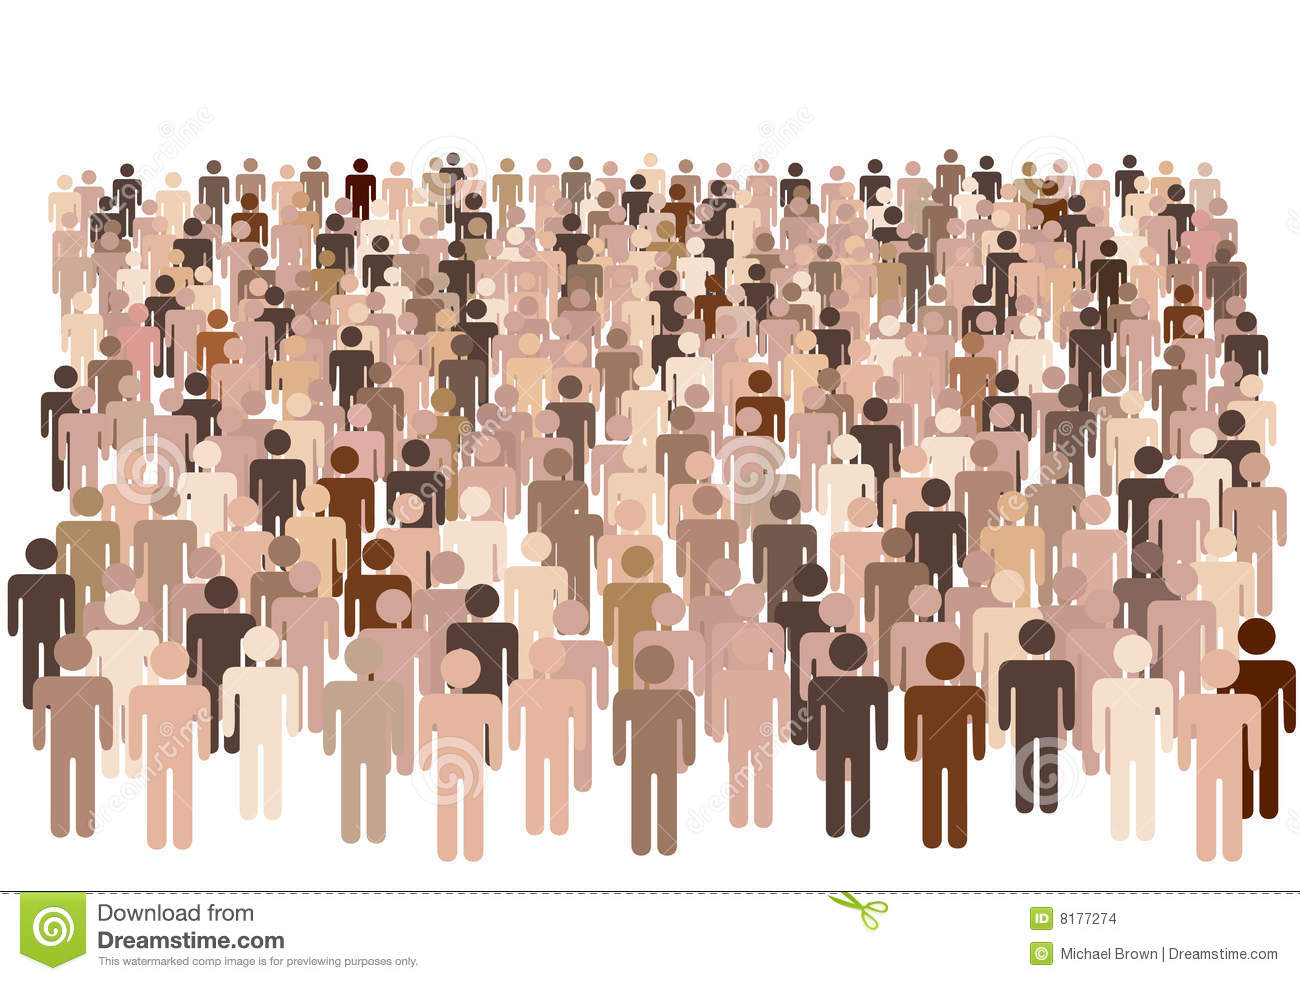 Download from
Dreamstime.com
This watermarked comp image is for previewing purposes only.
ID 8177274
© Michael Brown | Dreamstime.com
dreamstime